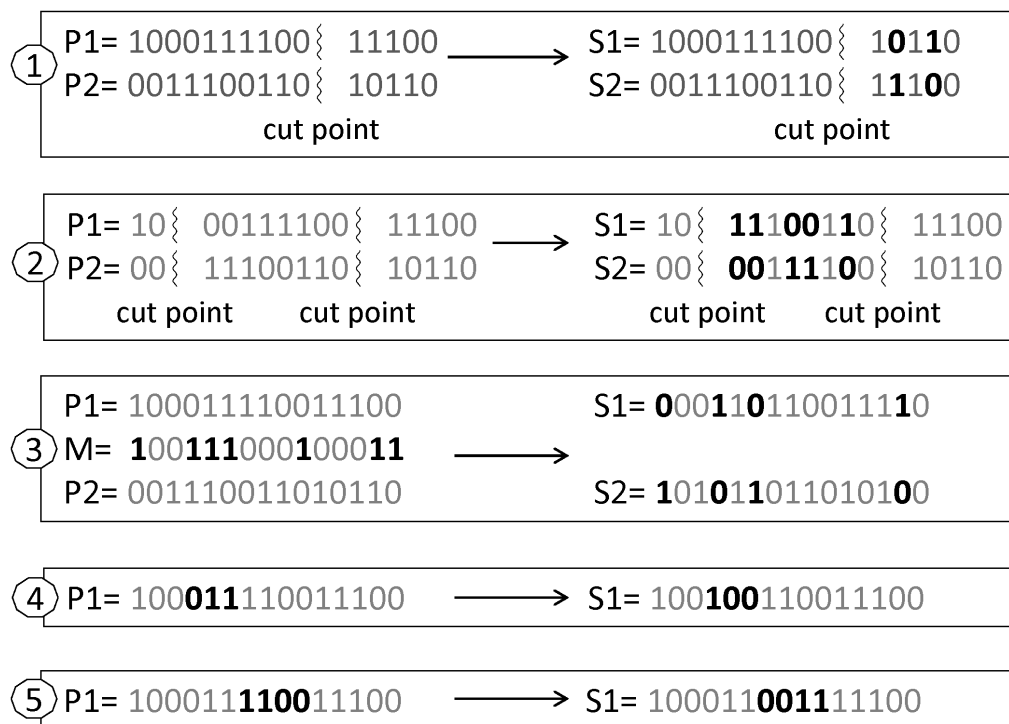 P1= 1000111100 11100 S1= 1000111100 10110
1
P2= 0011100110 10110 S2= 0011100110 11100
cut point cut point
P1= 10 00111100 11100 S1= 10 11100110 11100
2
P2= 00 11100110 10110 S2= 00 00111100 10110
cut point cut point cut point cut point
P1= 100011110011100 S1= 000110110011110
3 M= 100111000100011
P2= 001110011010110 S2= 101011011010100
4 P1= 100011110011100 S1= 100100110011100
5 P1= 100011110011100 S1= 100011001111100